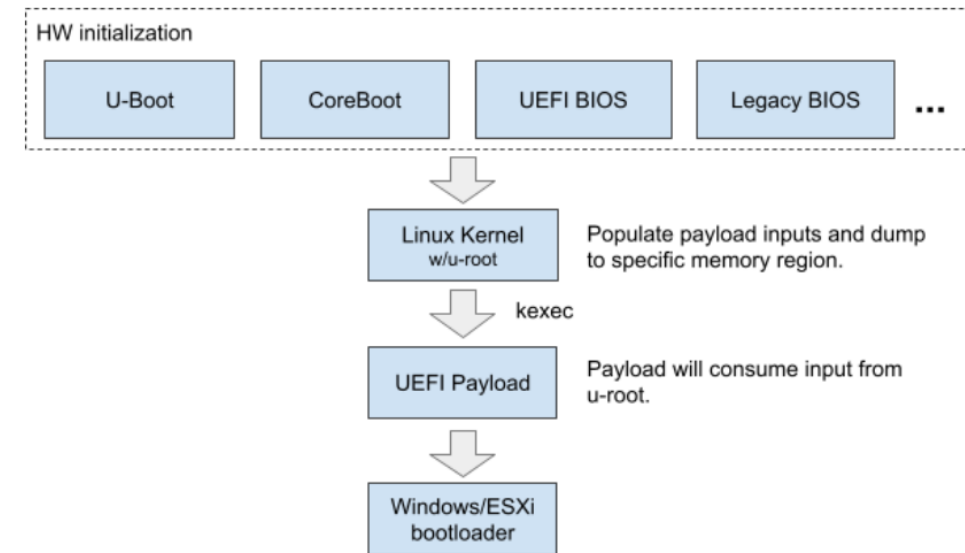 HW initialization
U-Boot
CoreBoot
UEFI BIOS
Legacy BIOS
...
Linux Kernel
w/u-root
Populate payload inputs and dump
to specific memory region.
kexec
UEFI Payload
Payload will consume input from
u-root.
Windows/ESXi
bootloader